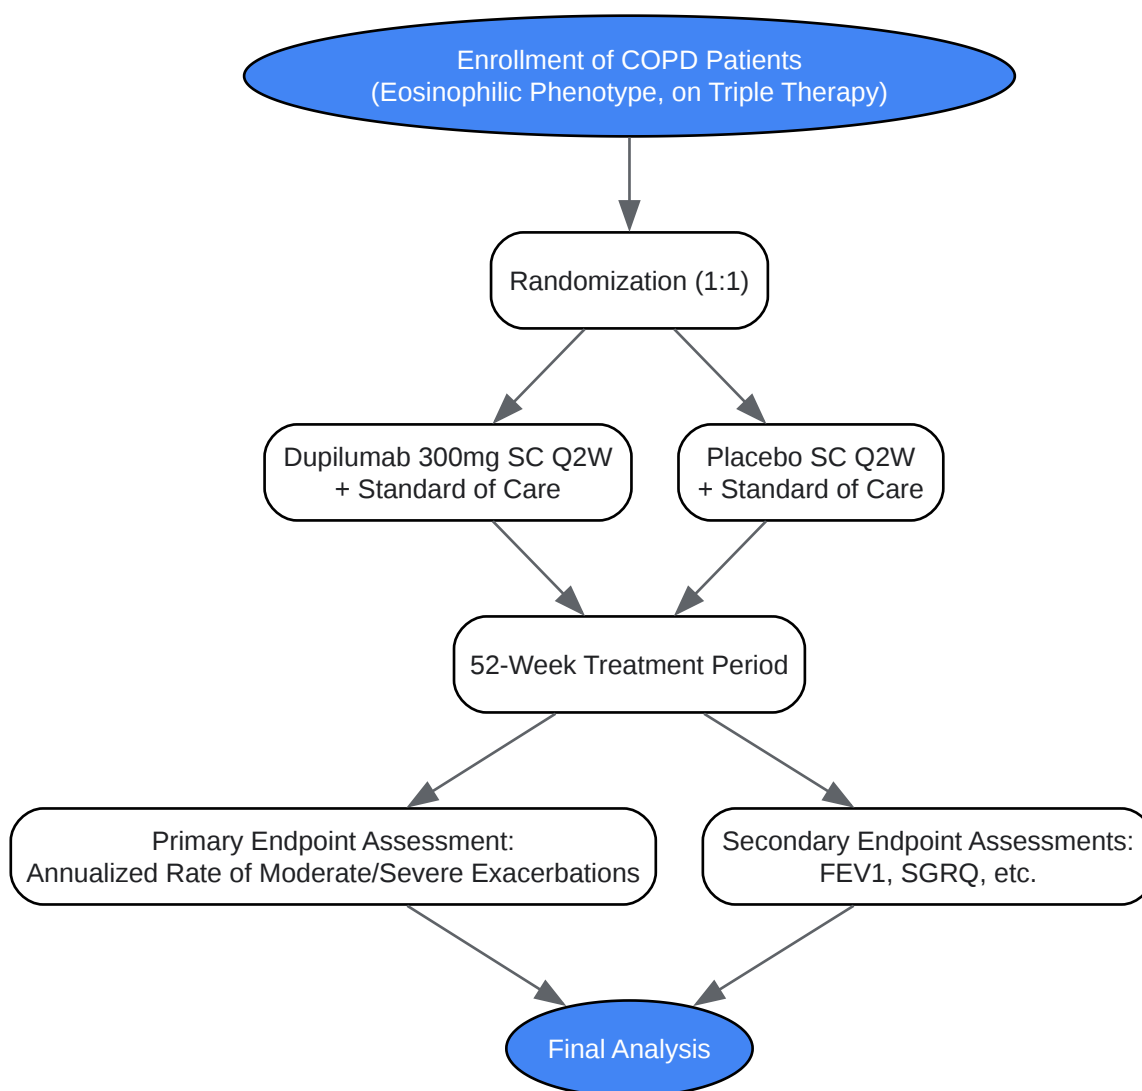 Enrollment of COPD Patients
(Eosinophilic Phenotype, on Triple Therapy)
Randomization (1:1)
Dupilumab 300mg SC Q2W
+ Standard of Care
Placebo SC Q2W
+ Standard of Care
52-Week Treatment Period
Primary Endpoint Assessment:
Annualized Rate of Moderate/Severe Exacerbations
Secondary Endpoint Assessments:
FEV1, SGRQ, etc.
Final Analysis